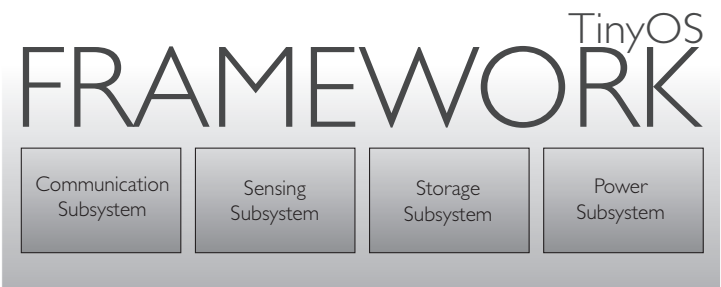 TinyOS
FRAMEWORK
Communication
Subsystem
Sensing
Subsystem
Storage
Subsystem
Power
Subsystem